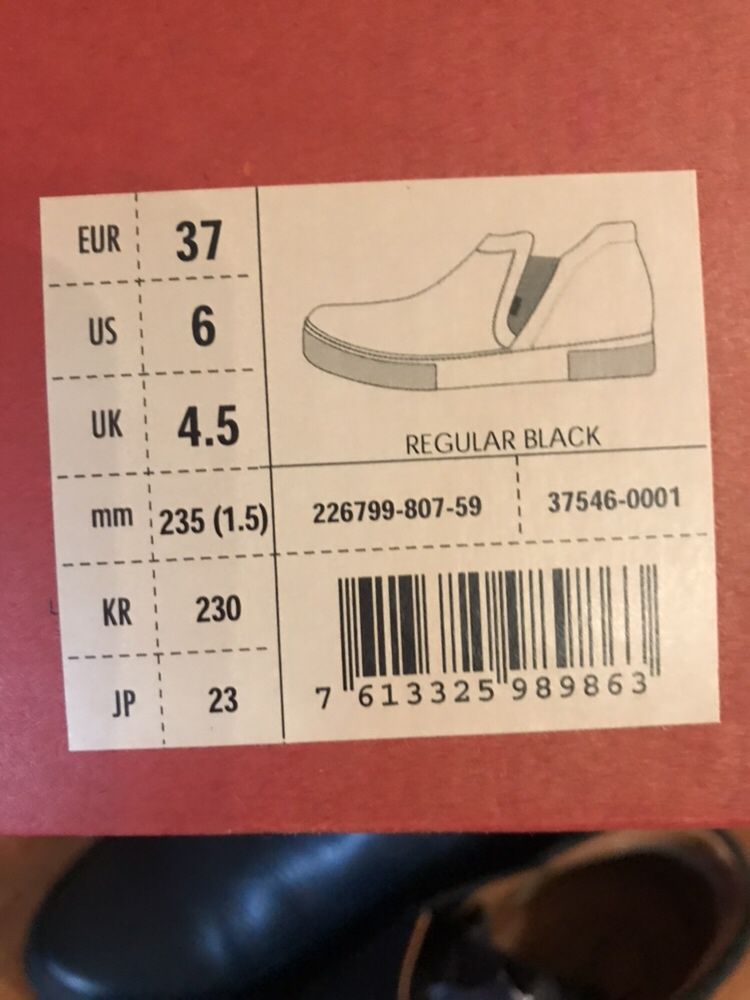 EUR 37
US 6
UK 4.5
mm 235 (1.5)
KR 230
JP 23
REGULAR BLACK
226799-807-59 37546-0001
7 613325 989863